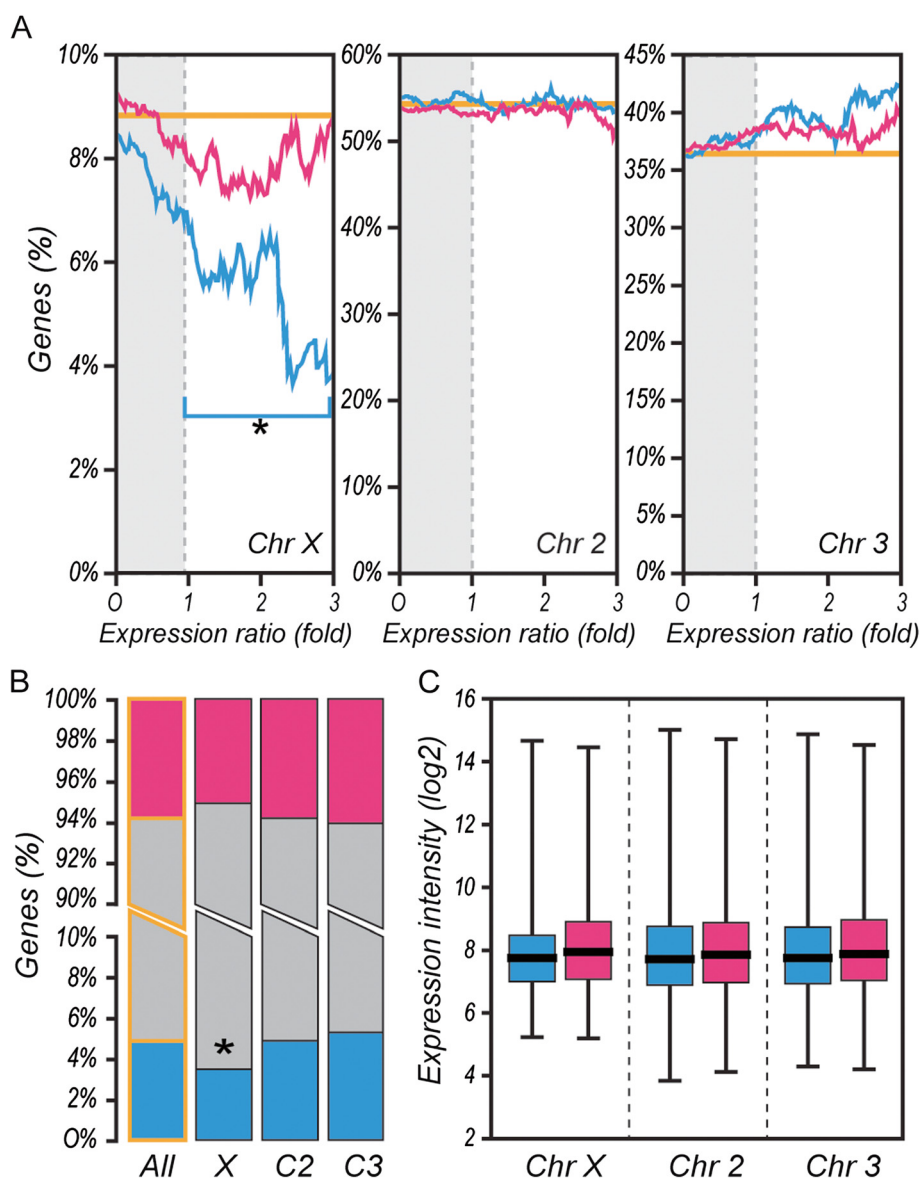 A
10%
8%
6%
4%
2%
0%
Genes (%)
*
Chr X
0 1 2 3
Expression ratio (fold)
60%
50%
40%
30%
20%
10%
0%
Chr 2
0 1 2 3
Expression ratio (fold)
45%
40%
35%
30%
25%
20%
15%
10%
5%
0%
Chr 3
0 1 2 3
Expression ratio (fold)
B
100%
98%
96%
94%
92%
90%
10%
8%
6%
4%
2%
0%
Genes (%)
*
All X C2 C3
C
16
14
12
10
8
6
4
2
Expression intensity (log2)
Chr X Chr 2 Chr 3